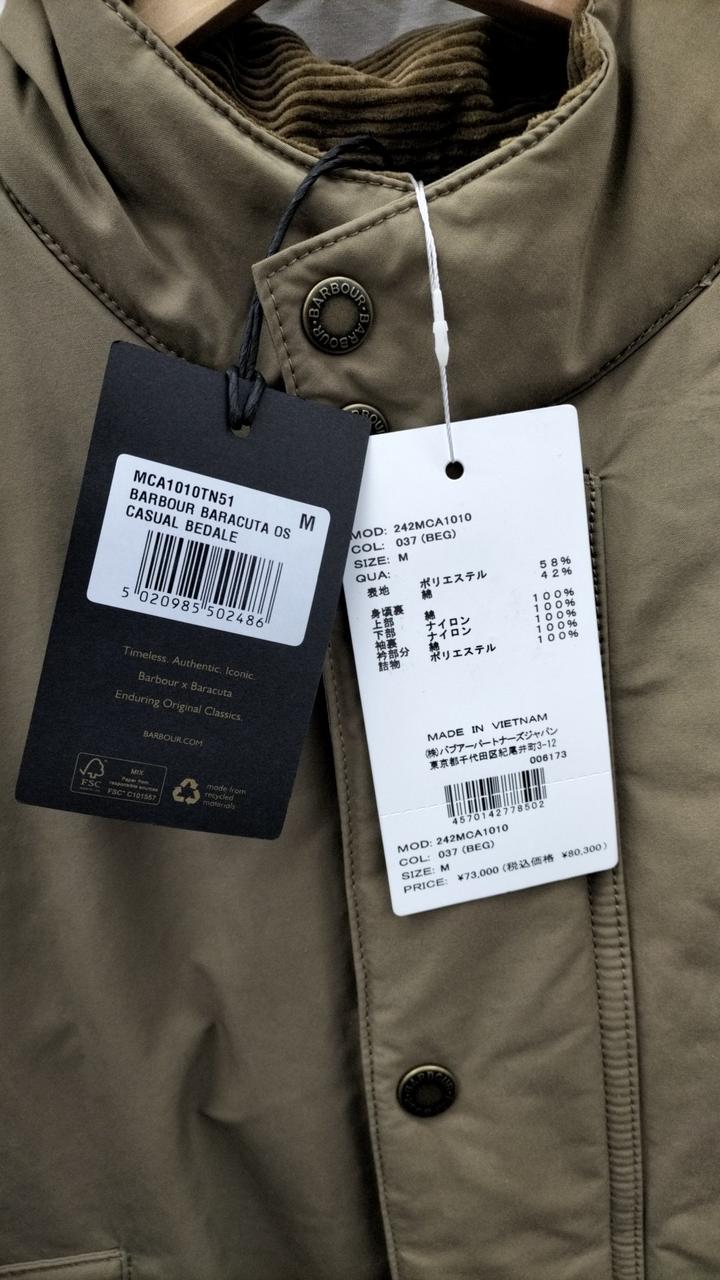 BARBOUR · BARBOUR ·
BARBOUR
MCA1010TN51
BARBOUR BARACUTA OS M
CASUAL BEDALE
5 020985 502486
Timeless. Authentic. Iconic.
Barbour x Baracuta
Enduring Original Classics.
BARBOUR.COM
FSC
MIX
Paper from
responsible sources
FSC® C101557
made from
recycled
materials
MOD: 242MCA1010
COL: 037 (BEG)
SIZE: M
QUA:
表地 ポリエステル 58%
綿 42%
身頃裏
上部 綿 100%
下部 ナイロン 100%
袖裏 ナイロン 100%
衿部分 綿 100%
詰物 ポリエステル 100%
MADE IN VIETNAM
(株)バブアーパートナーズジャパン
東京都千代田区紀尾井町3-12
006173
4570142778502
MOD: 242MCA1010
COL: 037 (BEG)
SIZE: M
PRICE: ¥73,000 (税込価格 ¥80,300)
BARBOUR